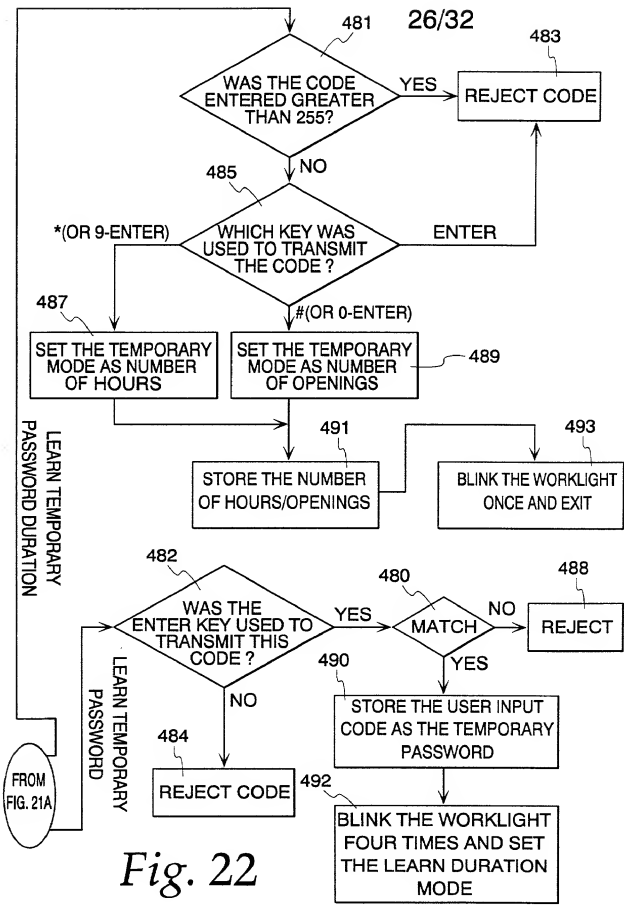 26/32
481
WAS THE CODE
ENTERED GREATER
THAN 255?
YES
483
REJECT CODE
NO
485
WHICH KEY WAS
USED TO TRANSMIT
THE CODE ?
*(OR 9-ENTER)
ENTER
#(OR 0-ENTER)
487
SET THE TEMPORARY
MODE AS NUMBER
OF HOURS
SET THE TEMPORARY
MODE AS NUMBER
OF OPENINGS
489
491
STORE THE NUMBER
OF HOURS/OPENINGS
493
BLINK THE WORKLIGHT
ONCE AND EXIT
LEARN TEMPORARY
PASSWORD DURATION
482
WAS THE
ENTER KEY USED TO
TRANSMIT THIS
CODE ?
YES
480
MATCH
NO
488
REJECT
YES
NO
LEARN TEMPORARY
PASSWORD
490
STORE THE USER INPUT
CODE AS THE TEMPORARY
PASSWORD
484
REJECT CODE
492
BLINK THE WORKLIGHT
FOUR TIMES AND SET
THE LEARN DURATION
MODE
FROM
FIG. 21A
Fig. 22